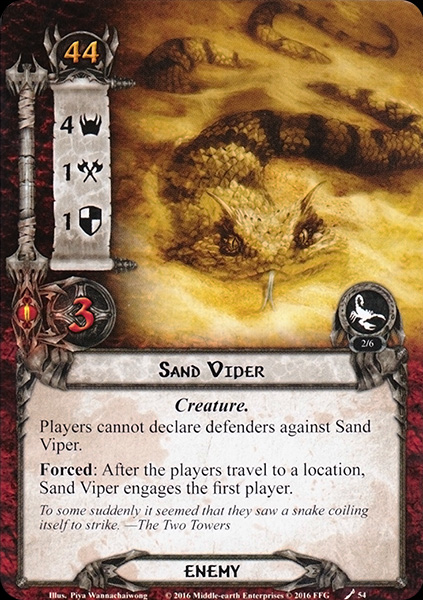 44
4
1
1
3
2/6
SAND VIPER
Creature.
Players cannot declare defenders against Sand
Viper.
Forced: After the players travel to a location,
Sand Viper engages the first player.
To some suddenly it seemed that they saw a snake coiling
itself to strike. —The Two Towers
ENEMY
Illus. Piya Wannachaiwong © 2016 Middle-earth Enterprises © 2016 FFG 54